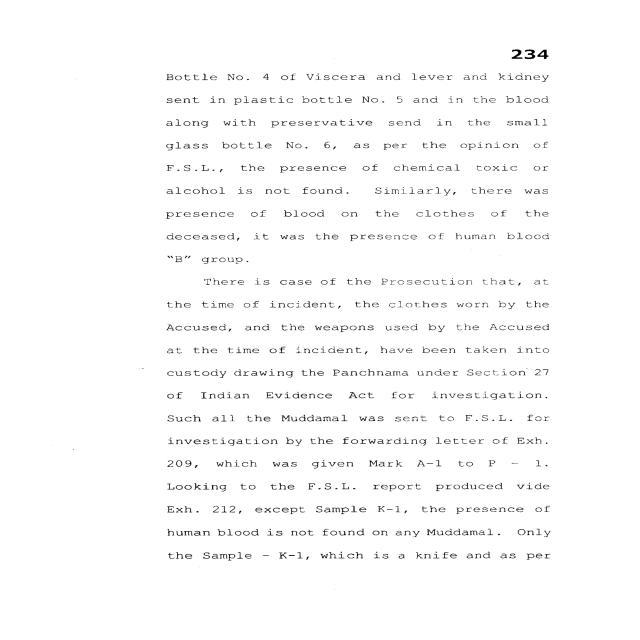 234
Bottle No. 4 of Viscera and lever and kidney
sent in plastic bottle No. 5 and in the blood
along with preservative send in the small
glass bottle No. 6, as per the opinion of
F.S.L., the presence of chemical toxic or
alcohol is not found. Similarly, there was
presence of blood on the clothes of the
deceased, it was the presence of human blood
"B" group.
There is case of the Prosecution that, at
the time of incident, the clothes worn by the
Accused, and the weapons used by the Accused
at the time of incident, have been taken into
custody drawing the Panchnama under Section 27
of Indian Evidence Act for investigation.
Such all the Muddamal was sent to F.S.L. for
investigation by the forwarding letter of Exh.
209, which was given Mark A-1 to P - 1.
Looking to the F.S.L. report produced vide
Exh. 212, except Sample K-1, the presence of
human blood is not found on any Muddamal. Only
the Sample - K-1, which is a knife and as per